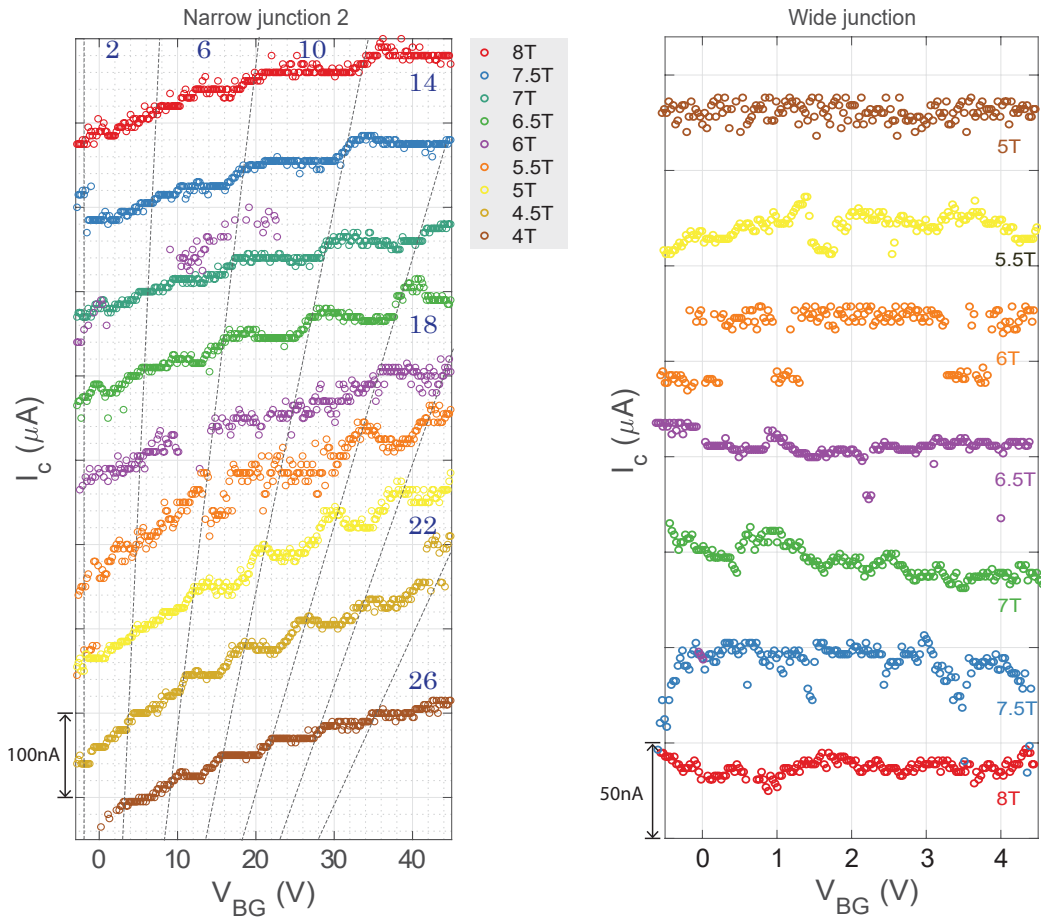 Narrow junction 2
2 6 10
14
18
22
26
8T
7.5T
7T
6.5T
6T
5.5T
5T
4.5T
4T
I_c (μA)
100nA
0 10 20 30 40
V_BG (V)
Wide junction
5T
5.5T
6T
6.5T
7T
7.5T
8T
I_c (μA)
50nA
0 1 2 3 4
V_BG (V)